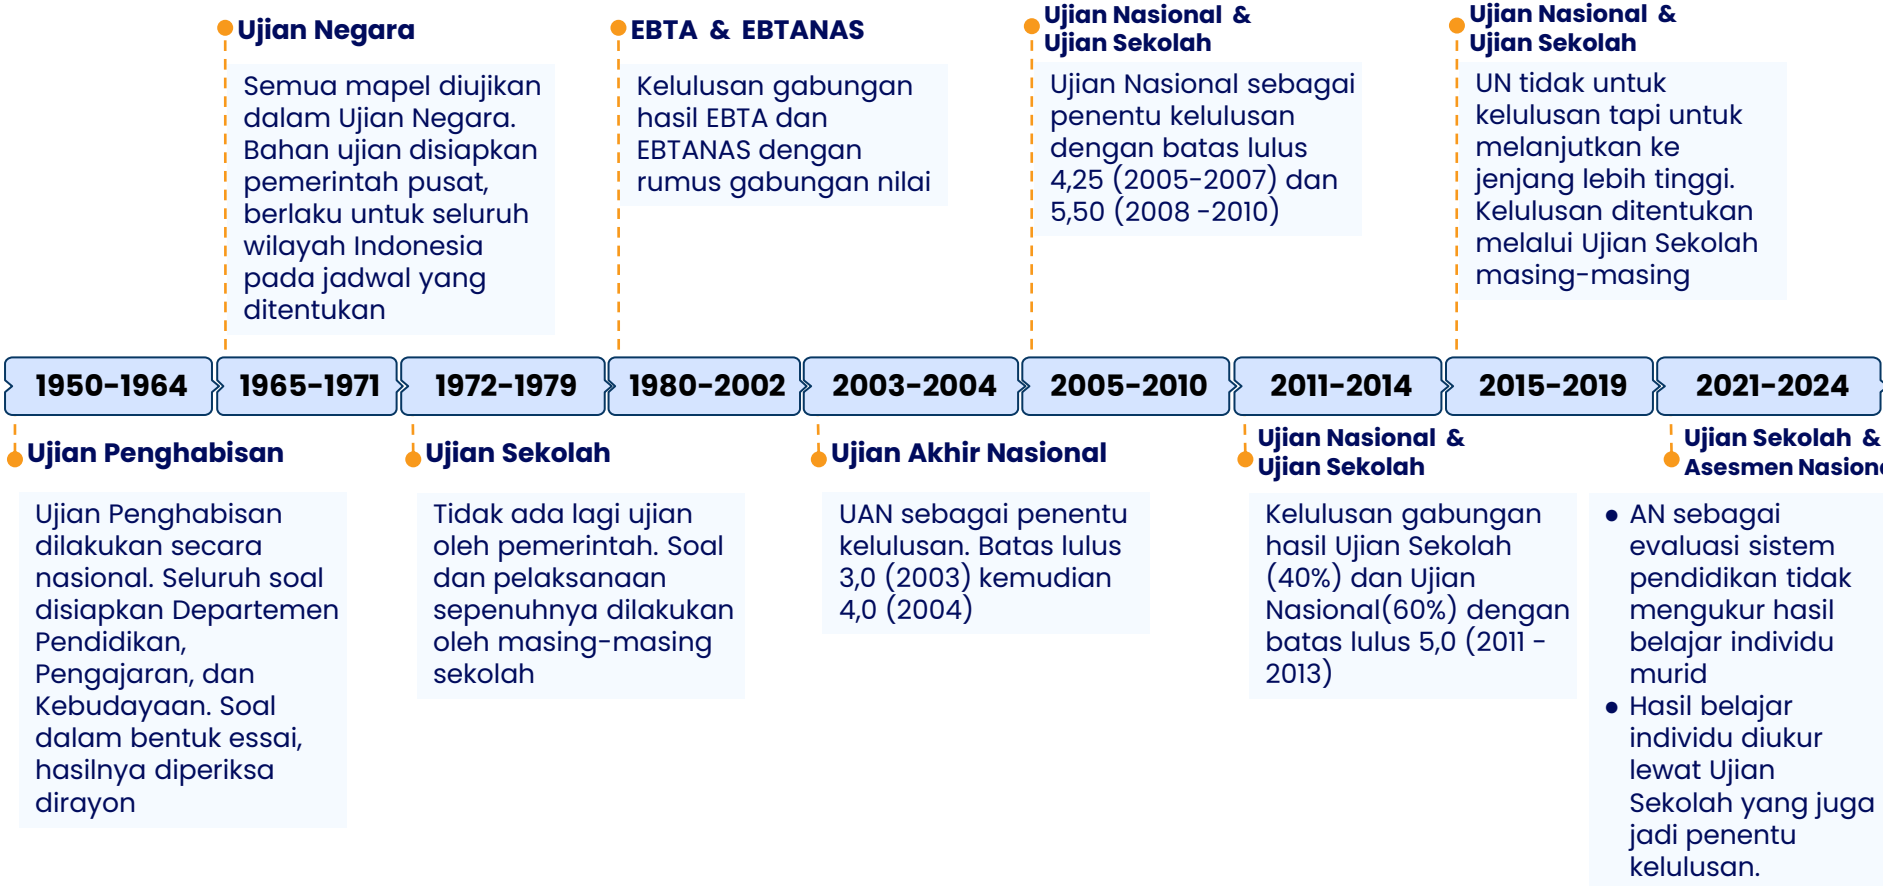 Ujian Negara
Semua mapel diujikan
dalam Ujian Negara.
Bahan ujian disiapkan
pemerintah pusat,
berlaku untuk seluruh
wilayah Indonesia
pada jadwal yang
ditentukan
EBTA & EBTANAS
Kelulusan gabungan
hasil EBTA dan
EBTANAS dengan
rumus gabungan nilai
Ujian Nasional &
Ujian Sekolah
Ujian Nasional sebagai
penentu kelulusan
dengan batas lulus
4,25 (2005-2007) dan
5,50 (2008 -2010)
Ujian Nasional &
Ujian Sekolah
UN tidak untuk
kelulusan tapi untuk
melanjutkan ke
jenjang lebih tinggi.
Kelulusan ditentukan
melalui Ujian Sekolah
masing-masing
1950-1964
1965-1971
1972-1979
1980-2002
2003-2004
2005-2010
2011-2014
2015-2019
2021-2024
Ujian Penghabisan
Ujian Penghabisan
dilakukan secara
nasional. Seluruh soal
disiapkan Departemen
Pendidikan,
Pengajaran, dan
Kebudayaan. Soal
dalam bentuk essai,
hasilnya diperiksa
dirayon
Ujian Sekolah
Tidak ada lagi ujian
oleh pemerintah. Soal
dan pelaksanaan
sepenuhnya dilakukan
oleh masing-masing
sekolah
Ujian Akhir Nasional
UAN sebagai penentu
kelulusan. Batas lulus
3,0 (2003) kemudian
4,0 (2004)
Ujian Nasional &
Ujian Sekolah
Kelulusan gabungan
hasil Ujian Sekolah
(40%) dan Ujian
Nasional(60%) dengan
batas lulus 5,0 (2011 -
2013)
Ujian Sekolah &
Asesmen Nasiona
● AN sebagai
evaluasi sistem
pendidikan tidak
mengukur hasil
belajar individu
murid
● Hasil belajar
individu diukur
lewat Ujian
Sekolah yang juga
jadi penentu
kelulusan.